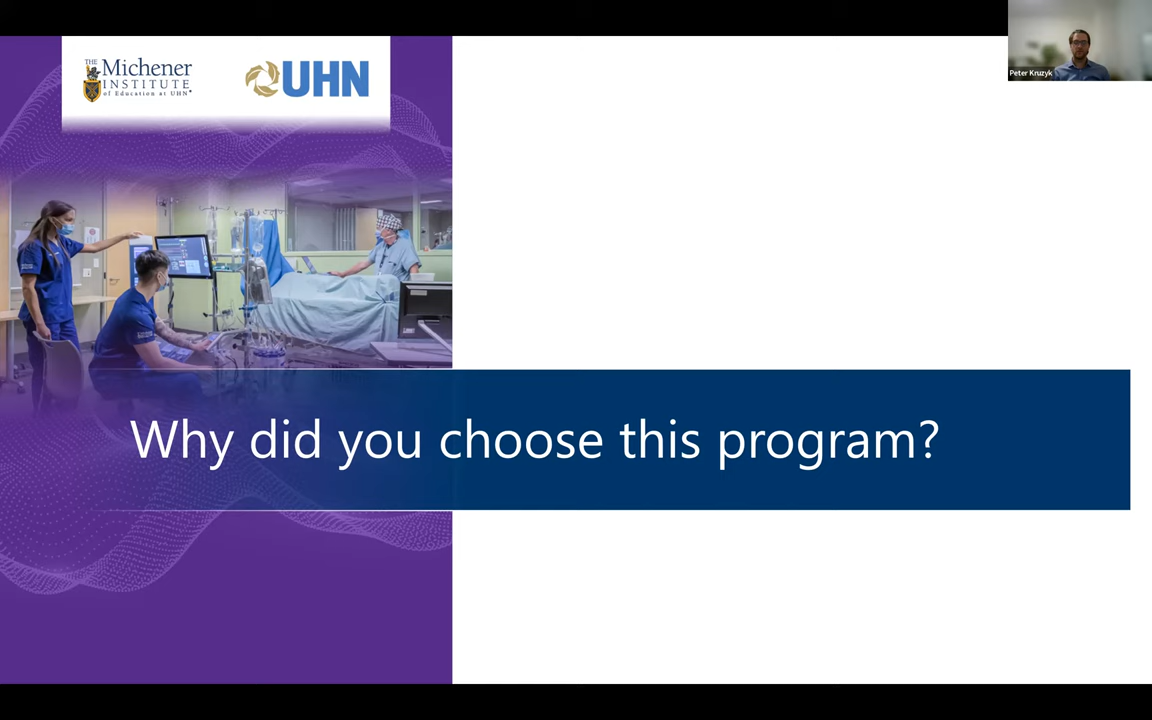 THE
Michener
INSTITUTE
of Education at UHN
UHN
Peter Kruzyk
Why did you choose this program?